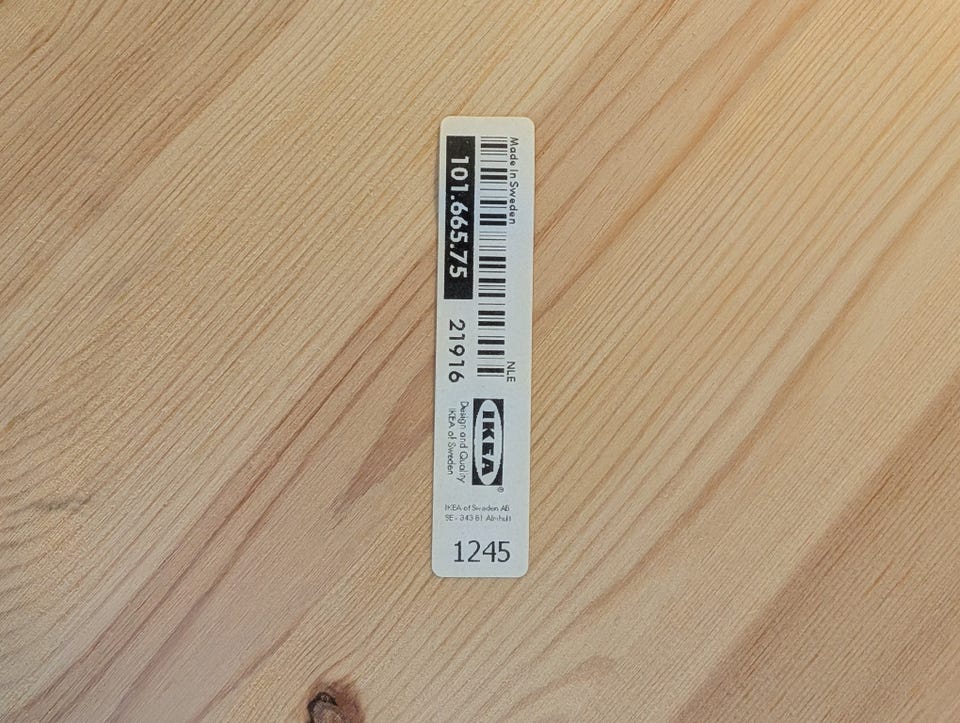 Made in Sweden
NLE
101.665.75 21916
IKEA®
Design and Quality
IKEA of Sweden
IKEA of Sweden AB
SE - 343 81 Älmhult
1245